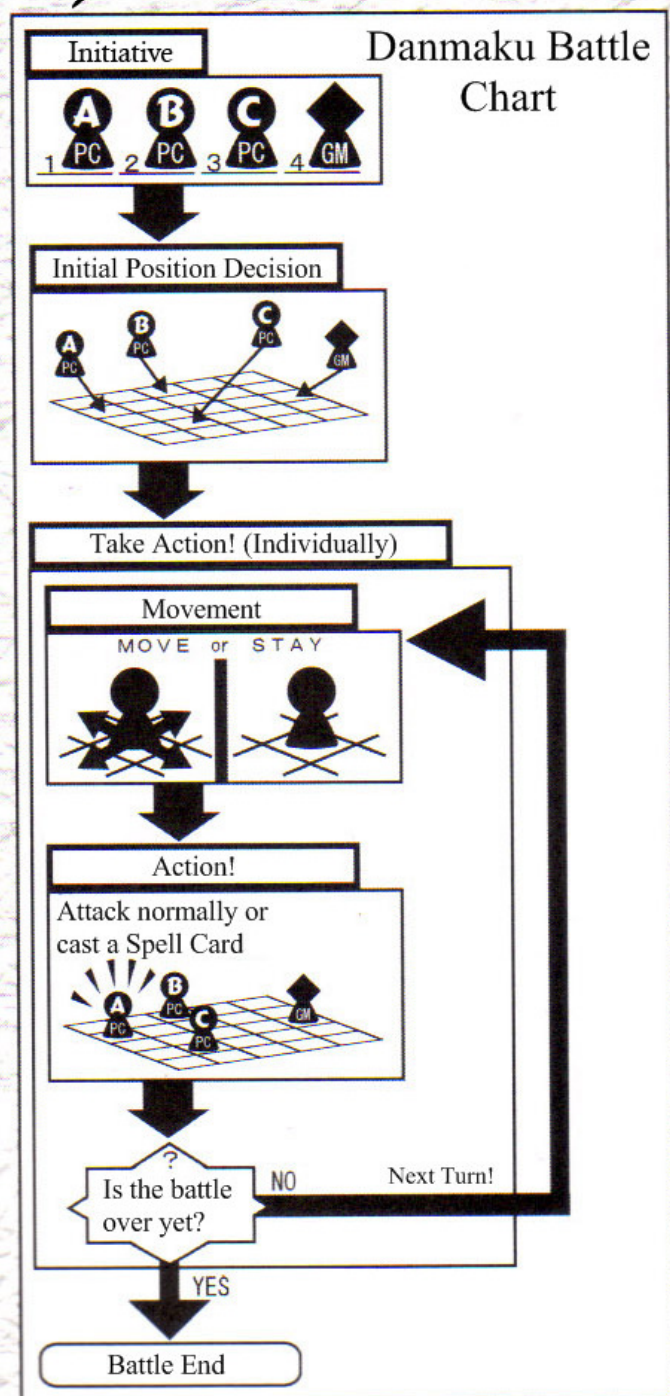 Danmaku Battle
Chart
Initiative
A B C
PC PC PC GM
1 2 3 4
Initial Position Decision
A PC
B PC
C PC
GM
Take Action! (Individually)
Movement
MOVE or STAY
Action!
Attack normally or
cast a Spell Card
A PC
B PC
C PC
GM
?
Is the battle
over yet?
NO
Next Turn!
YES
Battle End